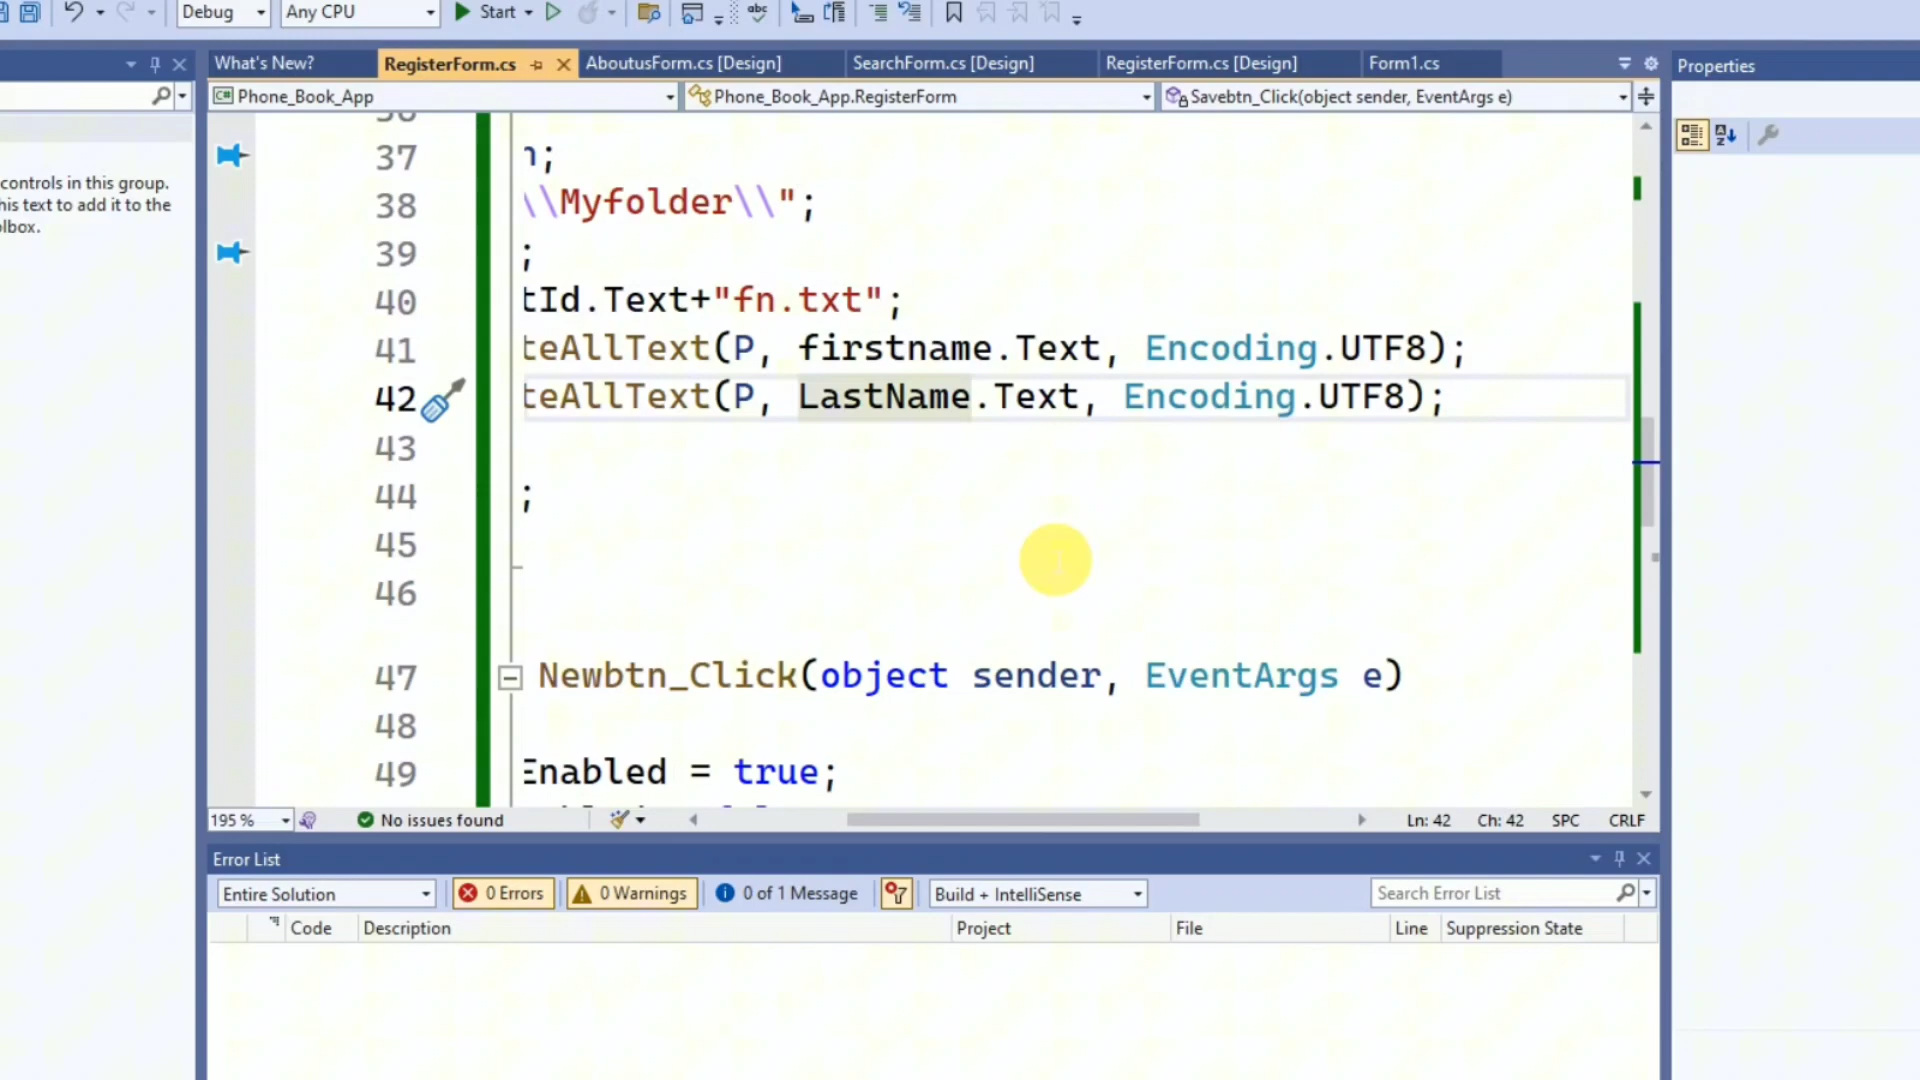 Debug Any CPU Start
What's New? RegisterForm.cs AboutusForm.cs [Design] SearchForm.cs [Design] RegisterForm.cs [Design] Form1.cs Properties
Phone_Book_App Phone_Book_App.RegisterForm Savebtn_Click(object sender, EventArgs e)
controls in this group.
his text to add it to the
37 ;
38 \\Myfolder\\";
39 ;
40 tId.Text+"fn.txt";
41 teAllText(P, firstname.Text, Encoding.UTF8);
42 teAllText(P, LastName.Text, Encoding.UTF8);
43
44 ;
45
46
47 Newbtn_Click(object sender, EventArgs e)
48
49 Enabled = true;
195 % No issues found Ln: 42 Ch: 42 SPC CRLF
Error List
Entire Solution 0 Errors 0 Warnings 0 of 1 Message Build + IntelliSense Search Error List
Code Description Project File Line Suppression State